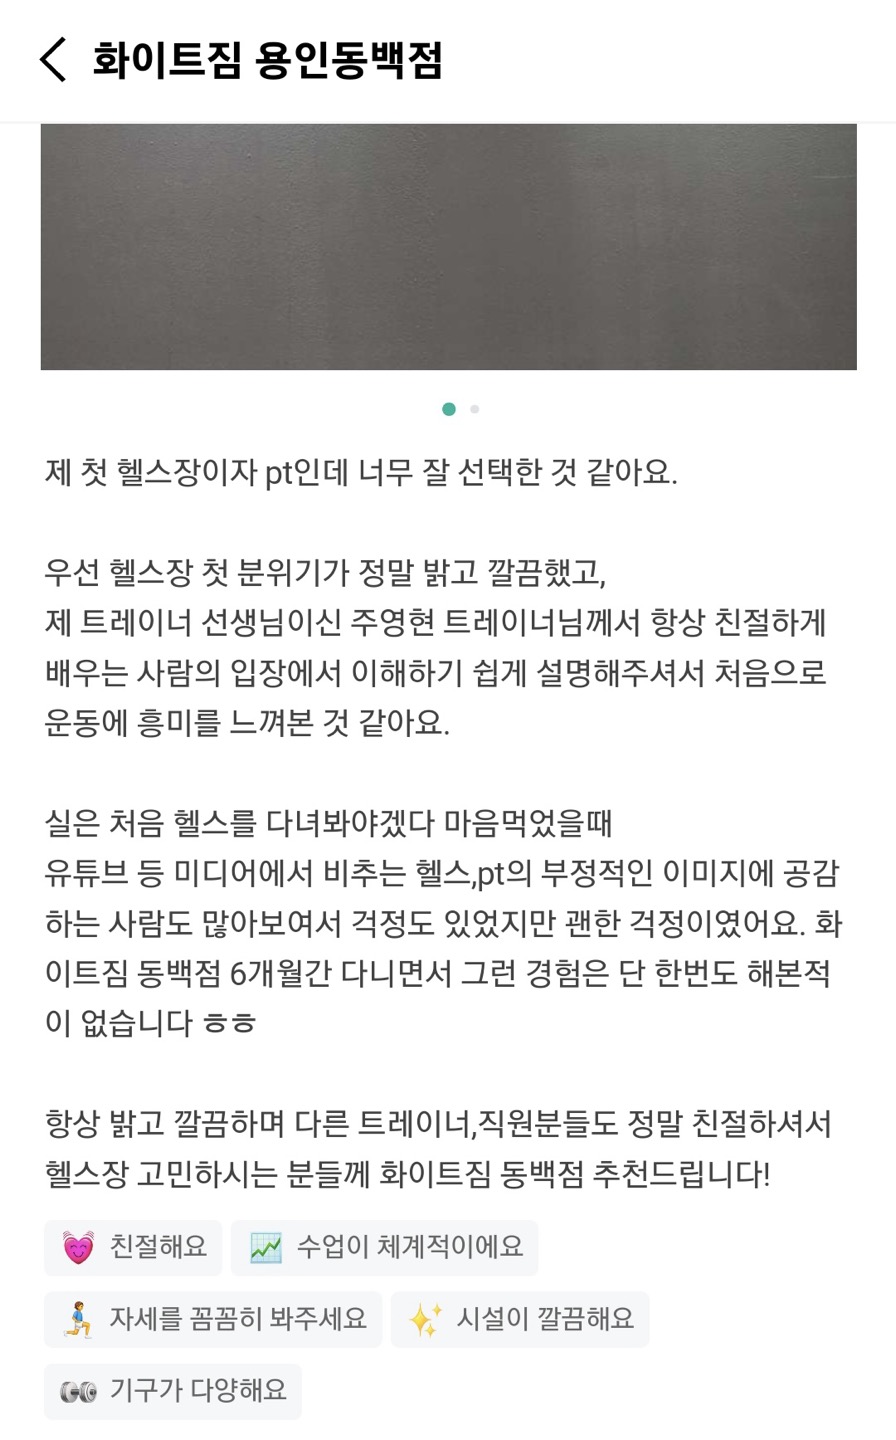 화이트짐 용인동백점
제 첫 헬스장이자 pt인데 너무 잘 선택한 것 같아요.
우선 헬스장 첫 분위기가 정말 밝고 깔끔했고,
제 트레이너 선생님이신 주영현 트레이너님께서 항상 친절하게
배우는 사람의 입장에서 이해하기 쉽게 설명해주셔서 처음으로
운동에 흥미를 느껴본 것 같아요.
실은 처음 헬스를 다녀봐야겠다 마음먹었을때
유튜브 등 미디어에서 비추는 헬스,pt의 부정적인 이미지에 공감
하는 사람도 많아보여서 걱정도 있었지만 괜한 걱정이였어요. 화
이트짐 동백점 6개월간 다니면서 그런 경험은 단 한번도 해본적
이 없습니다 ㅎㅎ
항상 밝고 깔끔하며 다른 트레이너,직원분들도 정말 친절하셔서
헬스장 고민하시는 분들께 화이트짐 동백점 추천드립니다!
친절해요 수업이 체계적이에요
자세를 꼼꼼히 봐주세요 시설이 깔끔해요
기구가 다양해요